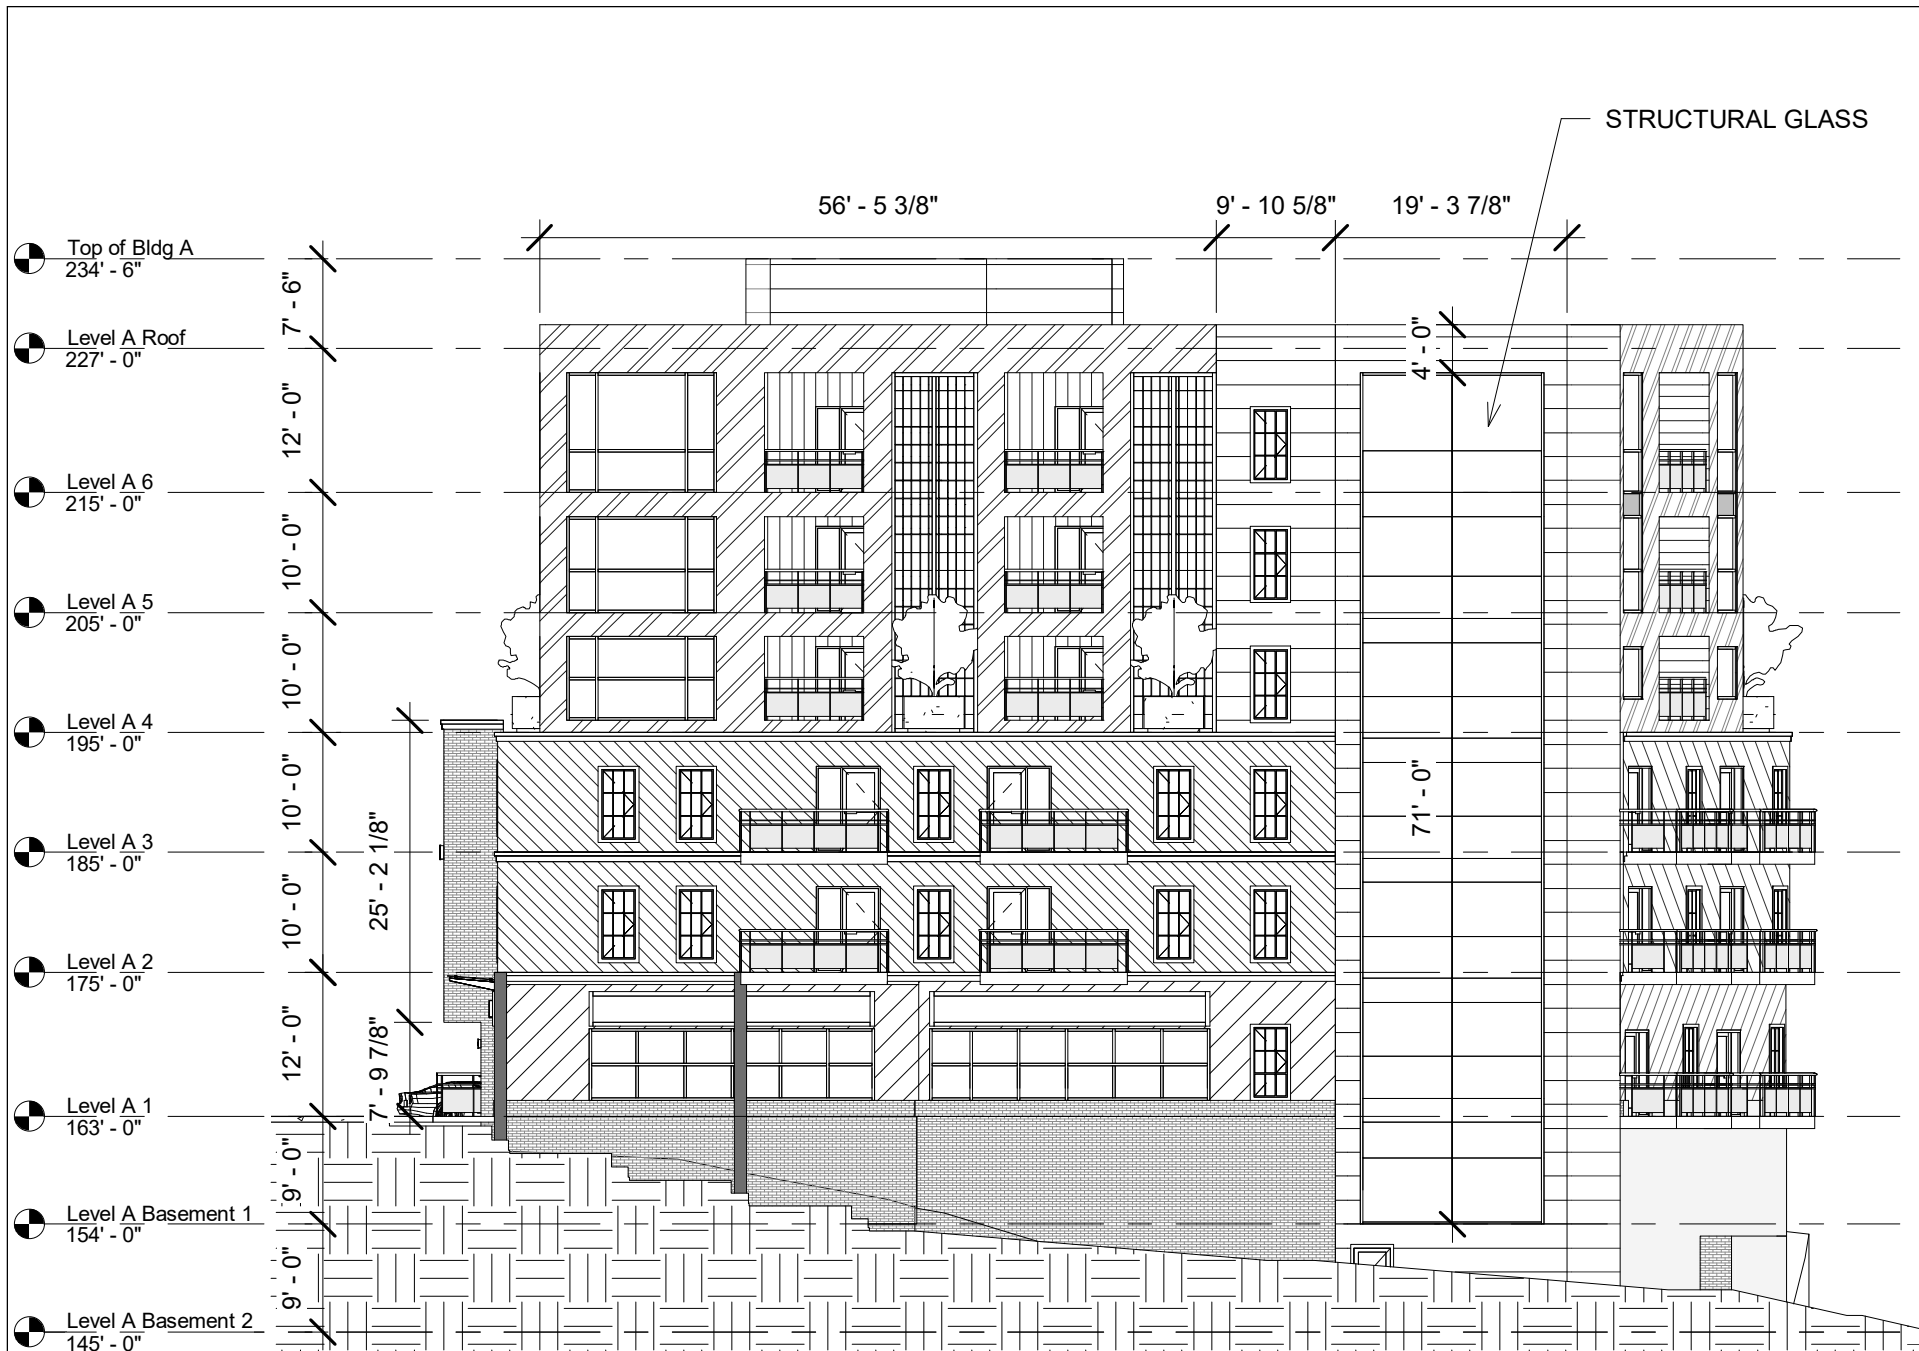 STRUCTURAL GLASS
56' - 5 3/8"
9' - 10 5/8"
19' - 3 7/8"
Top of Bldg A
234' - 6"
7' - 6"
Level A Roof
227' - 0"
4' - 0"
12' - 0"
Level A 6
215' - 0"
10' - 0"
Level A 5
205' - 0"
10' - 0"
Level A 4
195' - 0"
10' - 0"
71' - 0"
Level A 3
185' - 0"
25' - 2 1/8"
10' - 0"
Level A 2
175' - 0"
12' - 0"
7' - 9 7/8"
Level A 1
163' - 0"
9' - 0"
Level A Basement 1
154' - 0"
9' - 0"
Level A Basement 2
145' - 0"